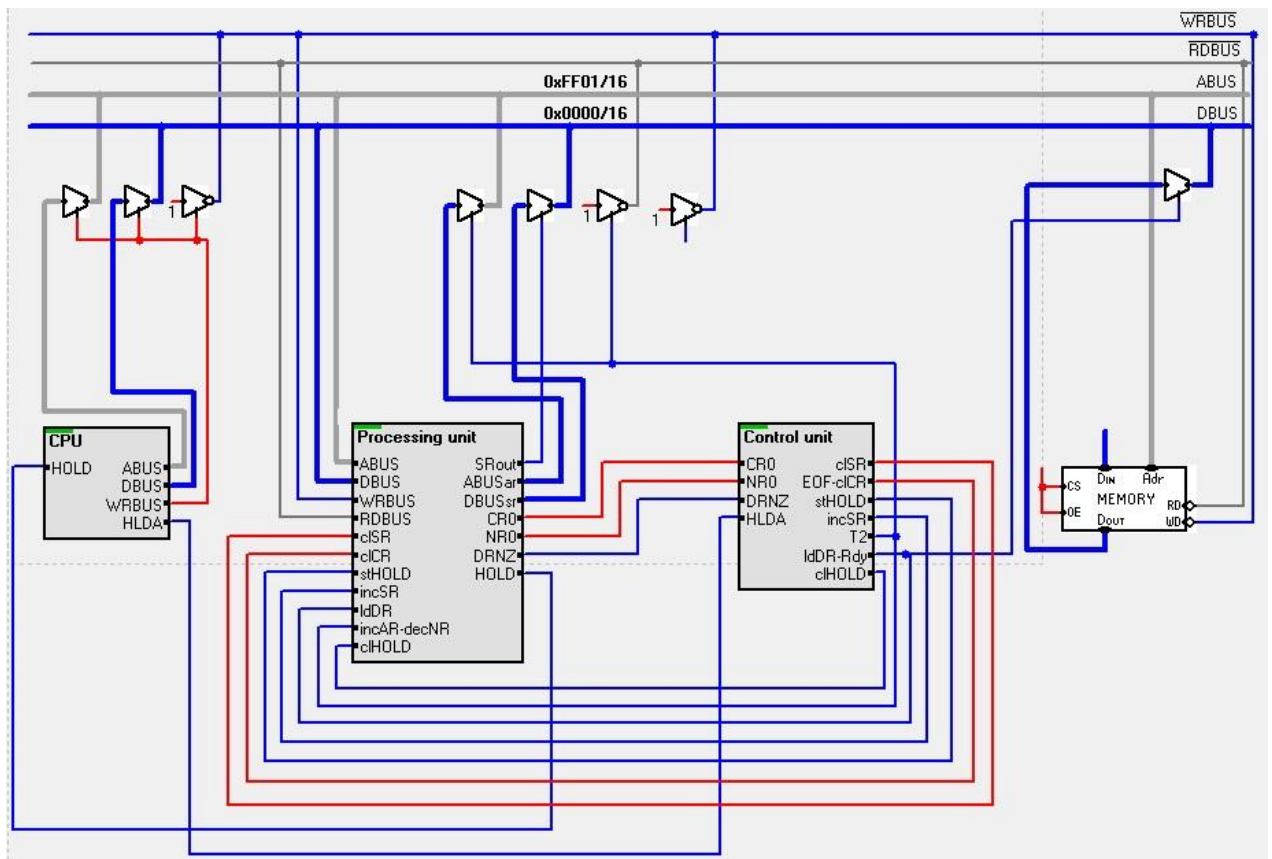 WRBUS
RDBUS
0xFF01/16 ABUS
0x0000/16 DBUS
1
1
1
CPU
HOLD ABUS
DBUS
WRBUS
HLDA
Processing unit
ABUS SRout
DBUS ABUSar
WRBUS DBUSsr
RDBUS CR0
clSR NR0
clCR DRNZ
stHOLD HOLD
incSR
ldDR
incAR-decNR
clHOLD
Control unit
CR0 clSR
NR0 EOF-clCR
DRNZ stHOLD
HLDA incSR
T2
ldDR-Rdy
clHOLD
DIN Adr
CS MEMORY RD
OE DOUT WD